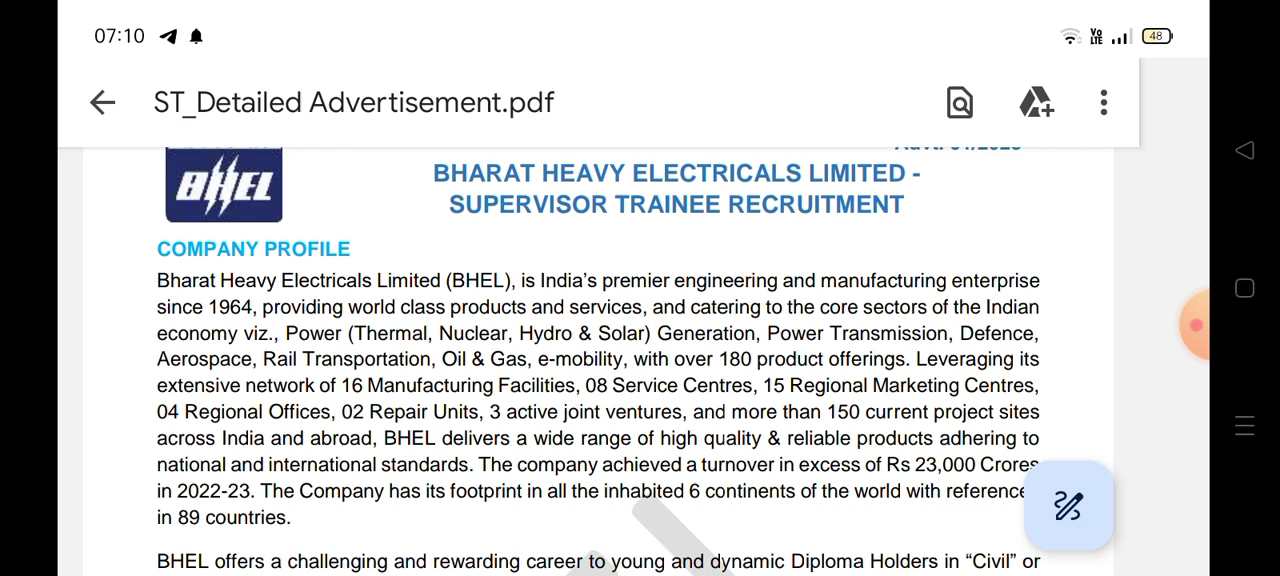 07:10 Vo LTE 48
ST_Detailed Advertisement.pdf
BHEL
BHARAT HEAVY ELECTRICALS LIMITED -
SUPERVISOR TRAINEE RECRUITMENT
COMPANY PROFILE
Bharat Heavy Electricals Limited (BHEL), is India’s premier engineering and manufacturing enterprise
since 1964, providing world class products and services, and catering to the core sectors of the Indian
economy viz., Power (Thermal, Nuclear, Hydro & Solar) Generation, Power Transmission, Defence,
Aerospace, Rail Transportation, Oil & Gas, e-mobility, with over 180 product offerings. Leveraging its
extensive network of 16 Manufacturing Facilities, 08 Service Centres, 15 Regional Marketing Centres,
04 Regional Offices, 02 Repair Units, 3 active joint ventures, and more than 150 current project sites
across India and abroad, BHEL delivers a wide range of high quality & reliable products adhering to
national and international standards. The company achieved a turnover in excess of Rs 23,000 Crores
in 2022-23. The Company has its footprint in all the inhabited 6 continents of the world with reference
in 89 countries.
BHEL offers a challenging and rewarding career to young and dynamic Diploma Holders in “Civil” or